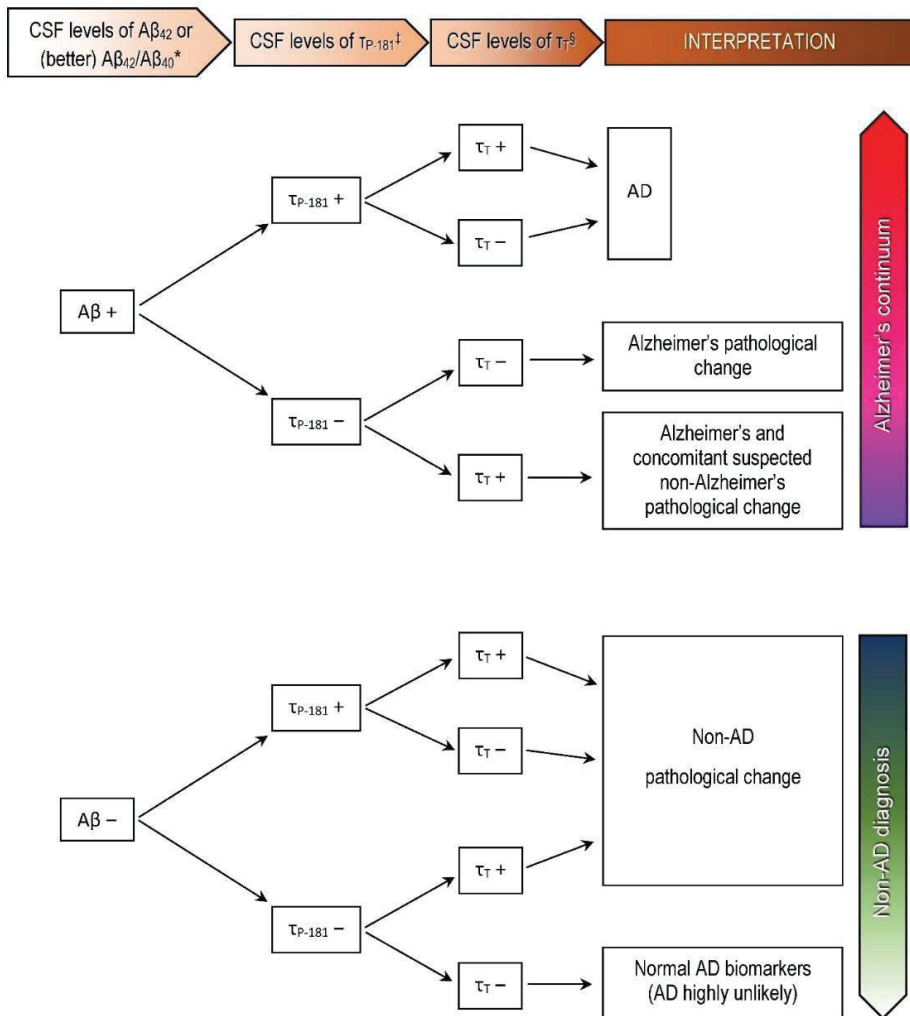 CSF levels of Aβ₄₂ or
(better) Aβ₄₂/Aβ₄₀*
CSF levels of τP-181‡
CSF levels of τT§
INTERPRETATION
τT +
AD
τP-181 +
τT −
Aβ +
τT −
Alzheimer's pathological
change
τP-181 −
τT +
Alzheimer's and
concomitant suspected
non-Alzheimer's
pathological change
Alzheimer's continuum
τT +
τP-181 +
τT −
Non-AD
pathological change
Aβ −
τT +
τP-181 −
τT −
Normal AD biomarkers
(AD highly unlikely)
Non-AD diagnosis